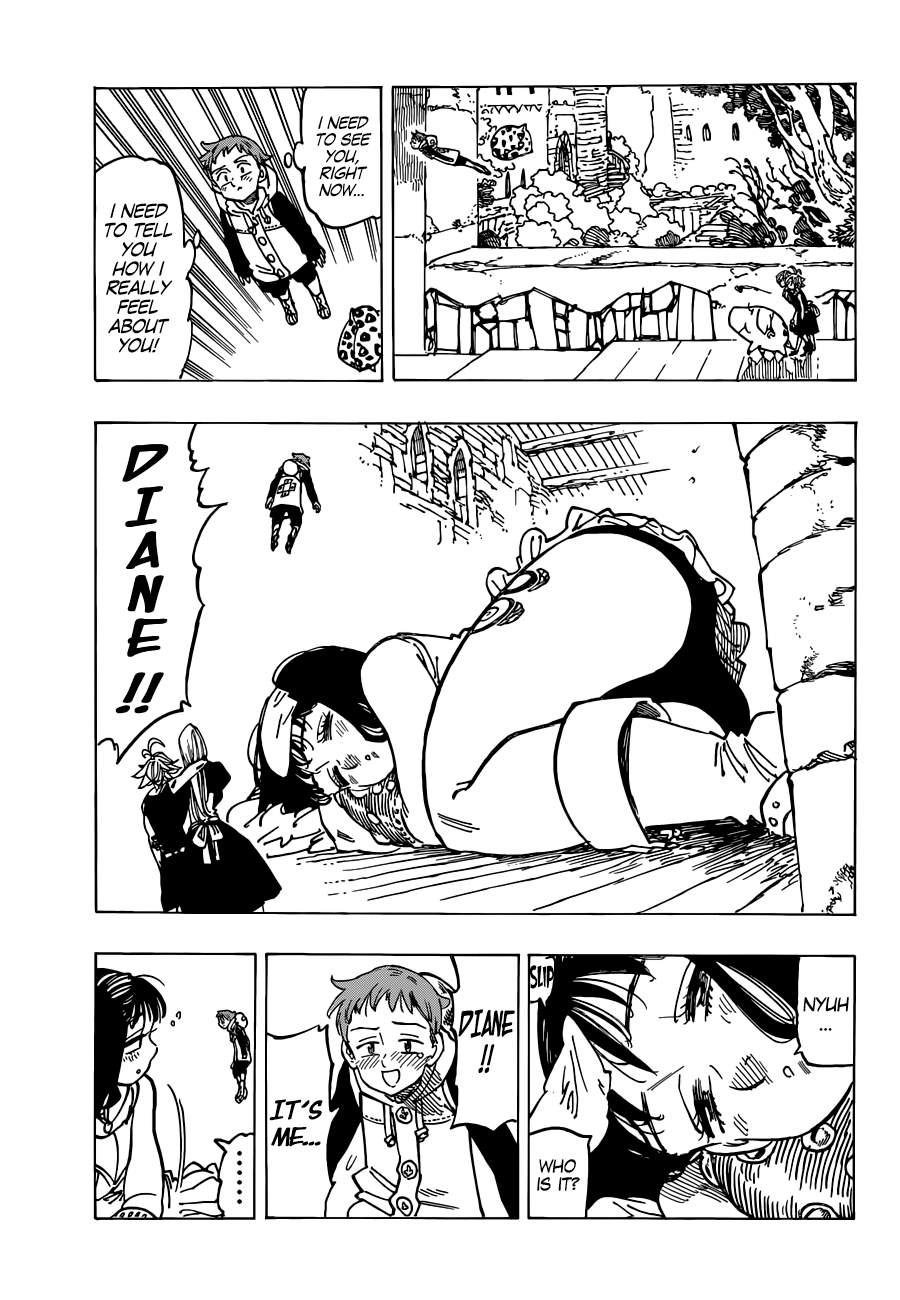 I NEED
TO SEE
YOU,
RIGHT
NOW...
I NEED
TO TELL
YOU
HOW I
REALLY
FEEL
ABOUT
YOU!
DIANE!!
SLIP
NYUH
...
WHO
IS IT?
DIANE
!!
IT'S
ME...
.....